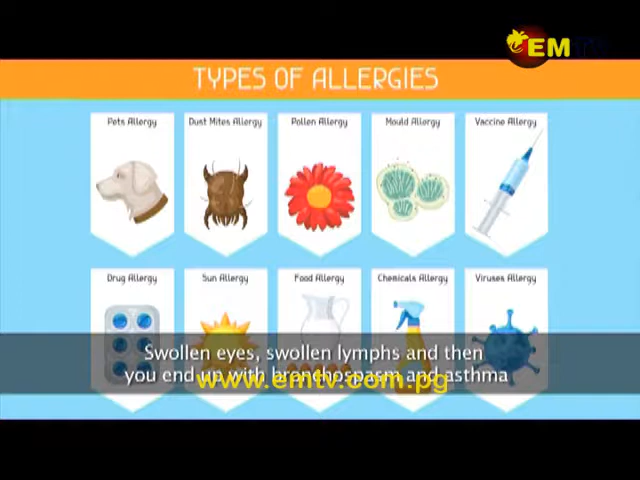 EMTV
TYPES OF ALLERGIES
Pets Allergy
Dust Mites Allergy
Pollen Allergy
Mould Allergy
Vaccine Allergy
Drug Allergy
Sun Allergy
Food Allergy
Chemicals Allergy
Viruses Allergy
Swollen eyes, swollen lymphs and then
you end up with bronchospasm and asthma
www.emtv.com.pg